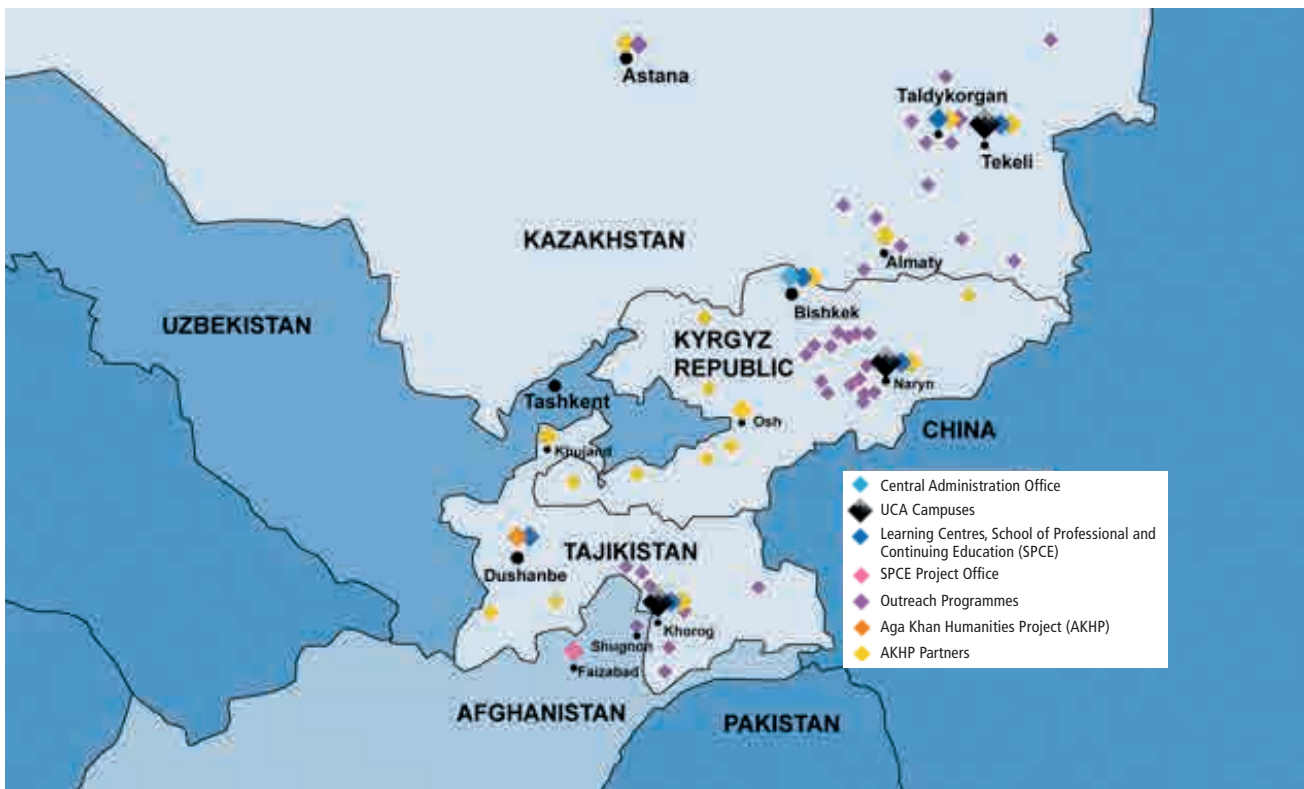 Astana
Taldykorgan
Tekeli
KAZAKHSTAN
Almaty
Bishkek
UZBEKISTAN
KYRGYZ
REPUBLIC
Naryn
Tashkent
Osh
CHINA
Khujand
Central Administration Office
UCA Campuses
Learning Centres, School of Professional and
Continuing Education (SPCE)
SPCE Project Office
Outreach Programmes
Aga Khan Humanities Project (AKHP)
AKHP Partners
TAJIKISTAN
Dushanbe
Khorog
Shugnon
Faizabad
AFGHANISTAN
PAKISTAN